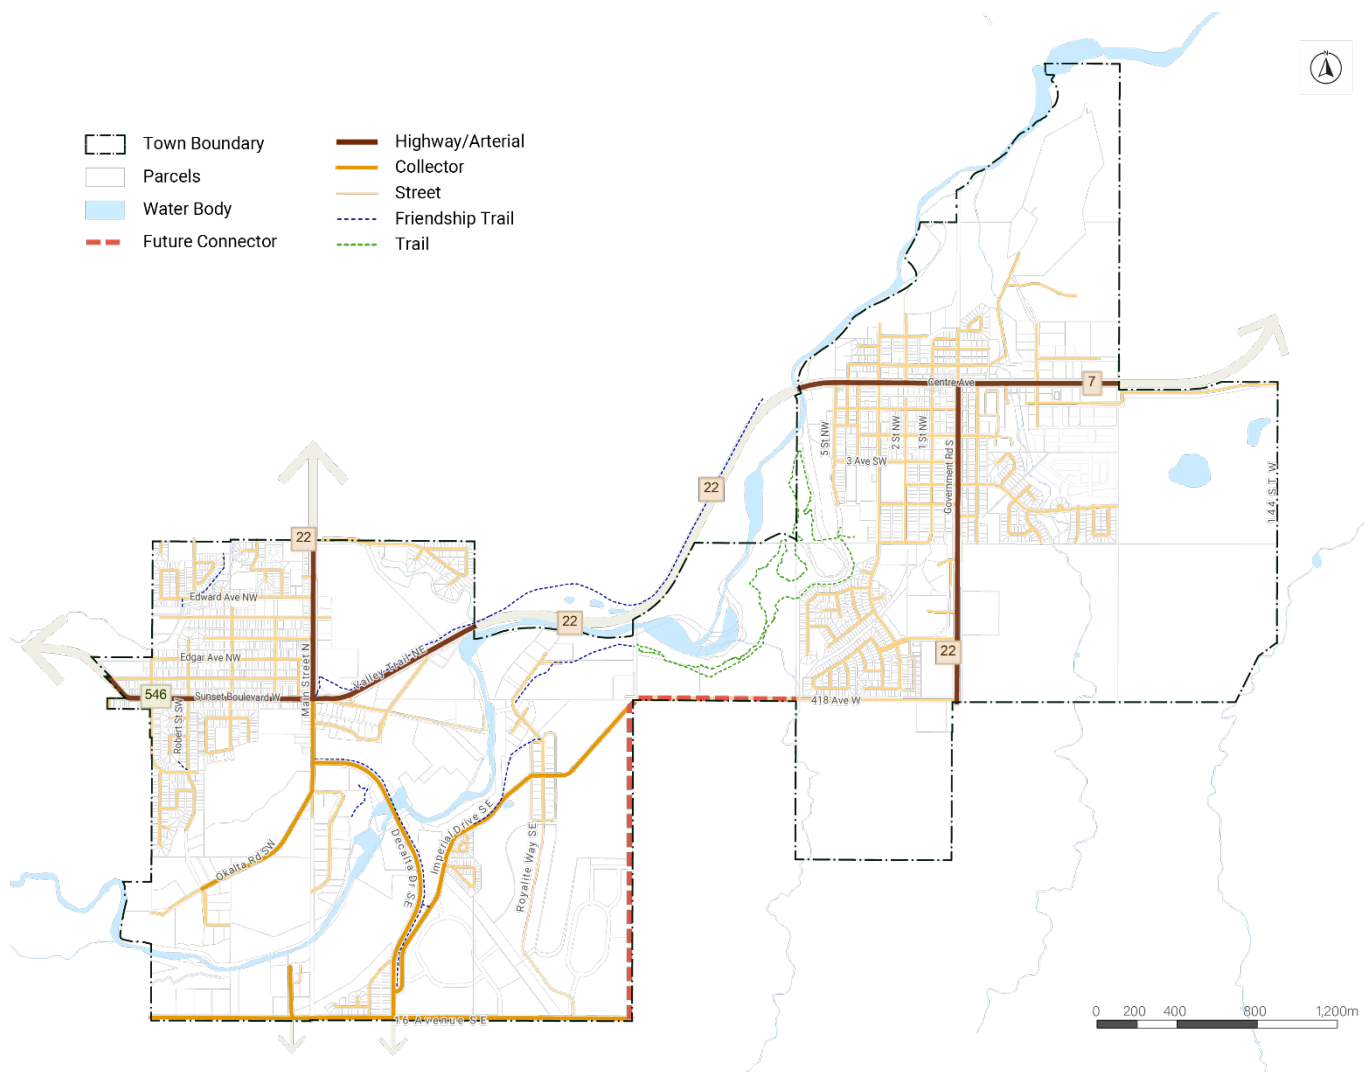 N
Town Boundary
Parcels
Water Body
Future Connector
Highway/Arterial
Collector
Street
Friendship Trail
Trail
Centre Ave
7
5 St NW
2 St NW
1 St NW
3 Ave SW
Government Rd S
144 ST. W
22
22
22
22
Edward Ave NW
Edgar Ave NW
Main Street N
Valley Trail NE
546
Sunset Boulevard W
Robert St SW
418 Ave W
Okalta Rd SW
Decalta Dr SE
Imperial Drive SE
Royalite Way SE
16 Avenue SE
0 200 400 800 1,200m